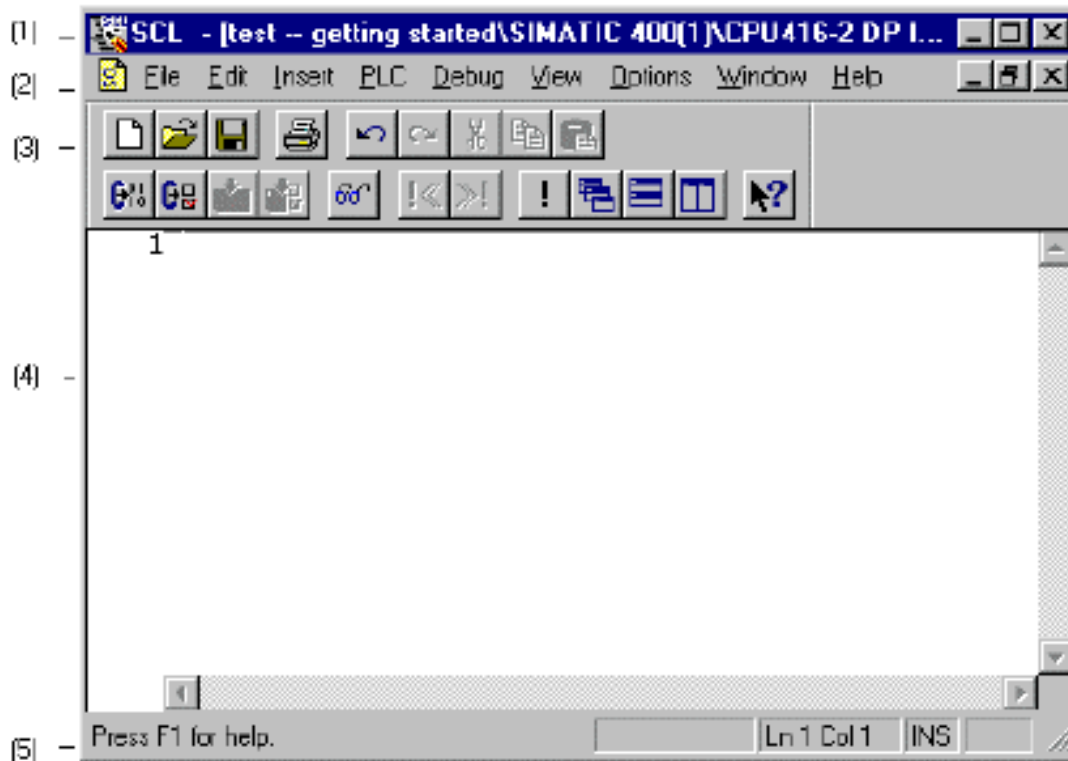 [1] SCL - [test -- getting started\SIMATIC 400(1)\CPU416-2 DP I...
[2] File Edit Insert PLC Debug View Options Window Help
[3]
1
[4]
[5] Press F1 for help. Ln 1 Col 1 INS